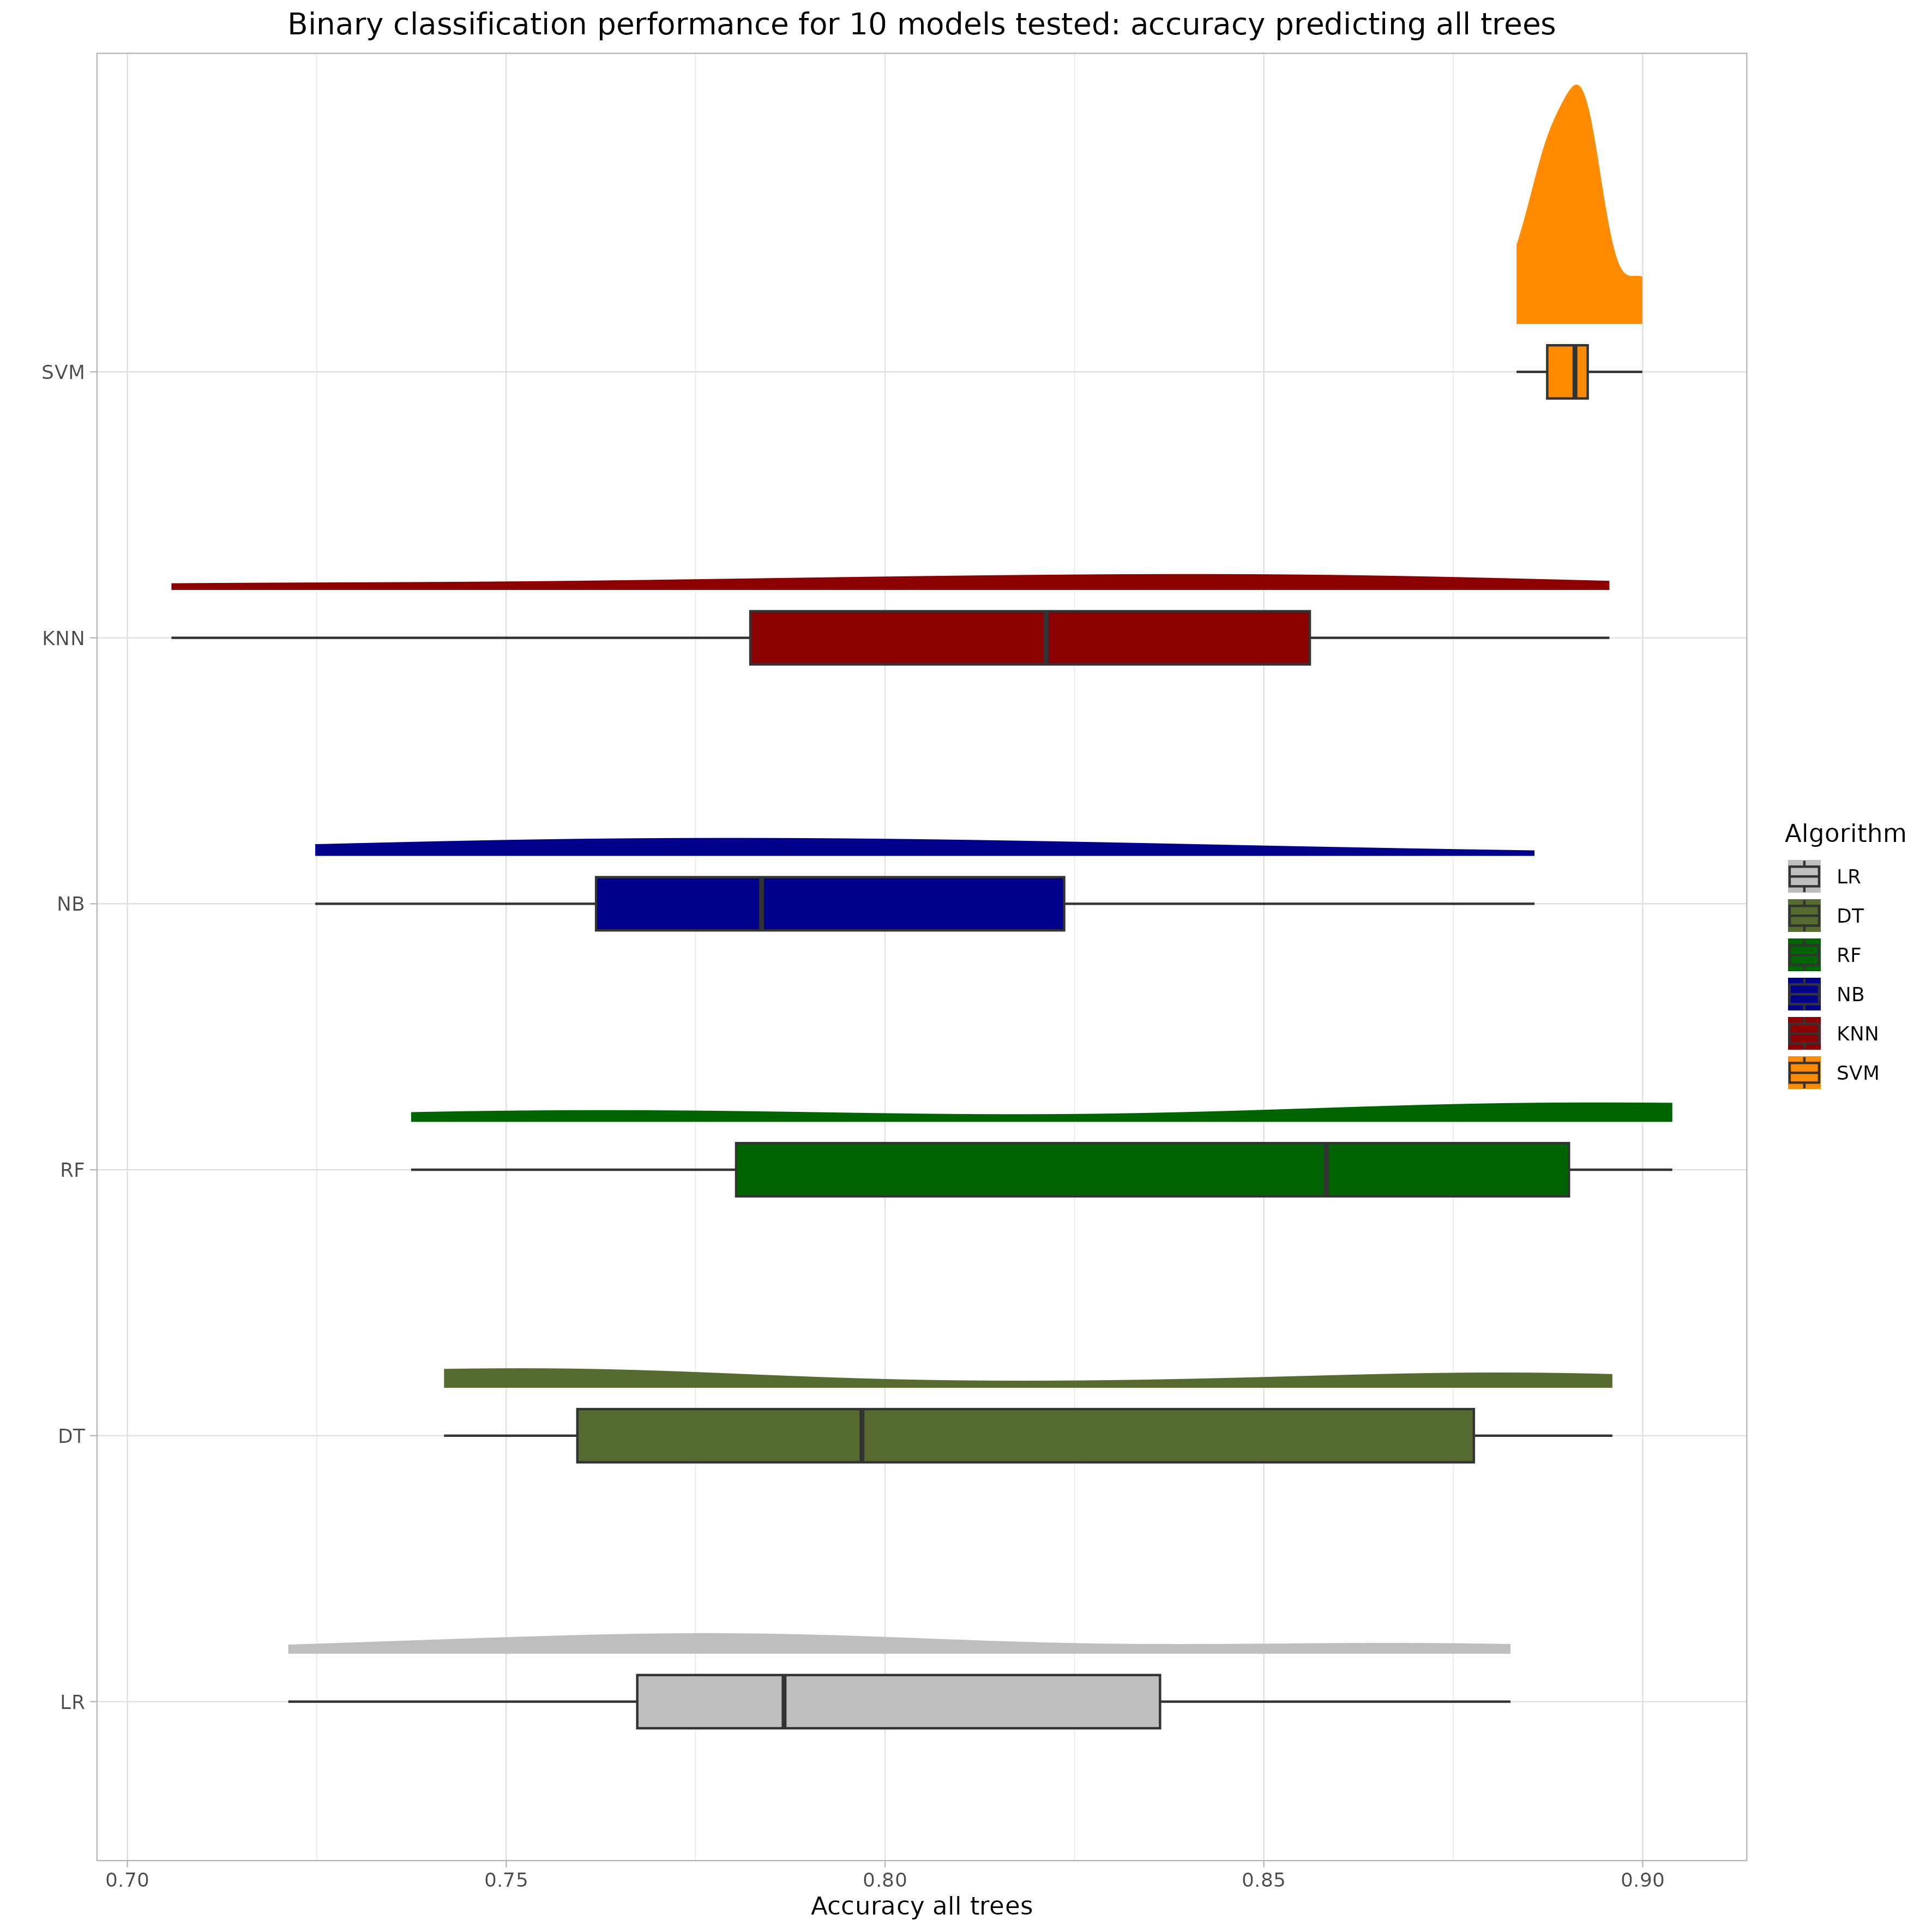 Binary classification performance for 10 models tested: accuracy predicting all trees
SVM
KNN
NB
RF
DT
LR
0.70 0.75 0.80 0.85 0.90
Accuracy all trees
Algorithm
LR
DT
RF
NB
KNN
SVM